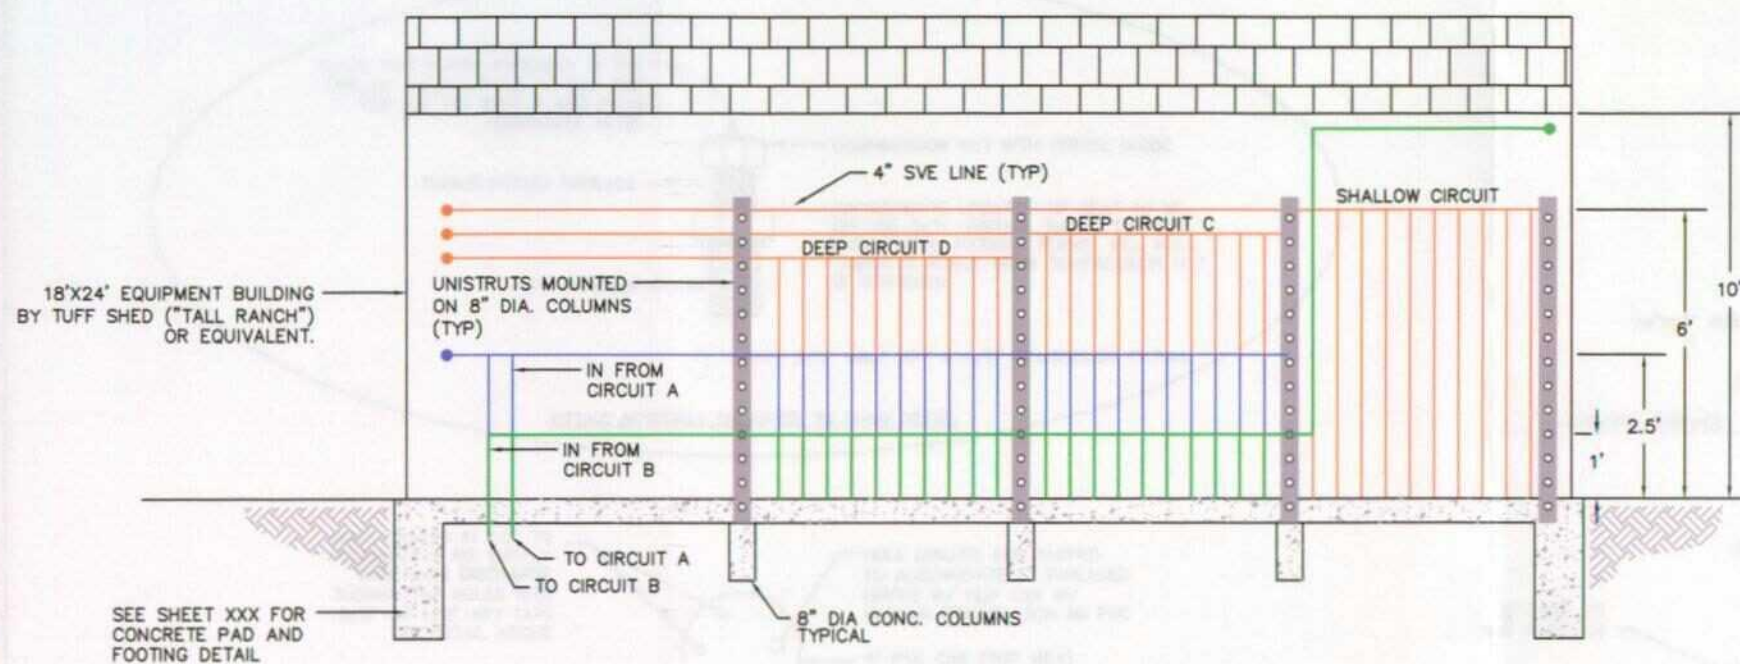 4" SVE LINE (TYP)
SHALLOW CIRCUIT
DEEP CIRCUIT C
DEEP CIRCUIT D
18'X24' EQUIPMENT BUILDING
BY TUFF SHED ("TALL RANCH")
OR EQUIVALENT.
UNISTRUTS MOUNTED
ON 8" DIA. COLUMNS
(TYP)
10'
6'
IN FROM
CIRCUIT A
2.5'
IN FROM
CIRCUIT B
1'
TO CIRCUIT A
TO CIRCUIT B
SEE SHEET XXX FOR
CONCRETE PAD AND
FOOTING DETAIL
8" DIA CONC. COLUMNS
TYPICAL